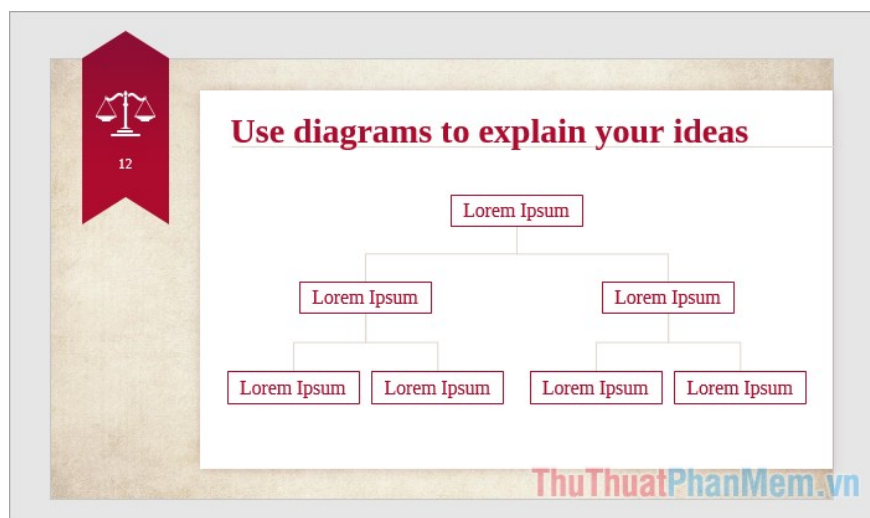 12
Use diagrams to explain your ideas
Lorem Ipsum
Lorem Ipsum Lorem Ipsum
Lorem Ipsum Lorem Ipsum Lorem Ipsum Lorem Ipsum
ThuThuatPhanMem.vn